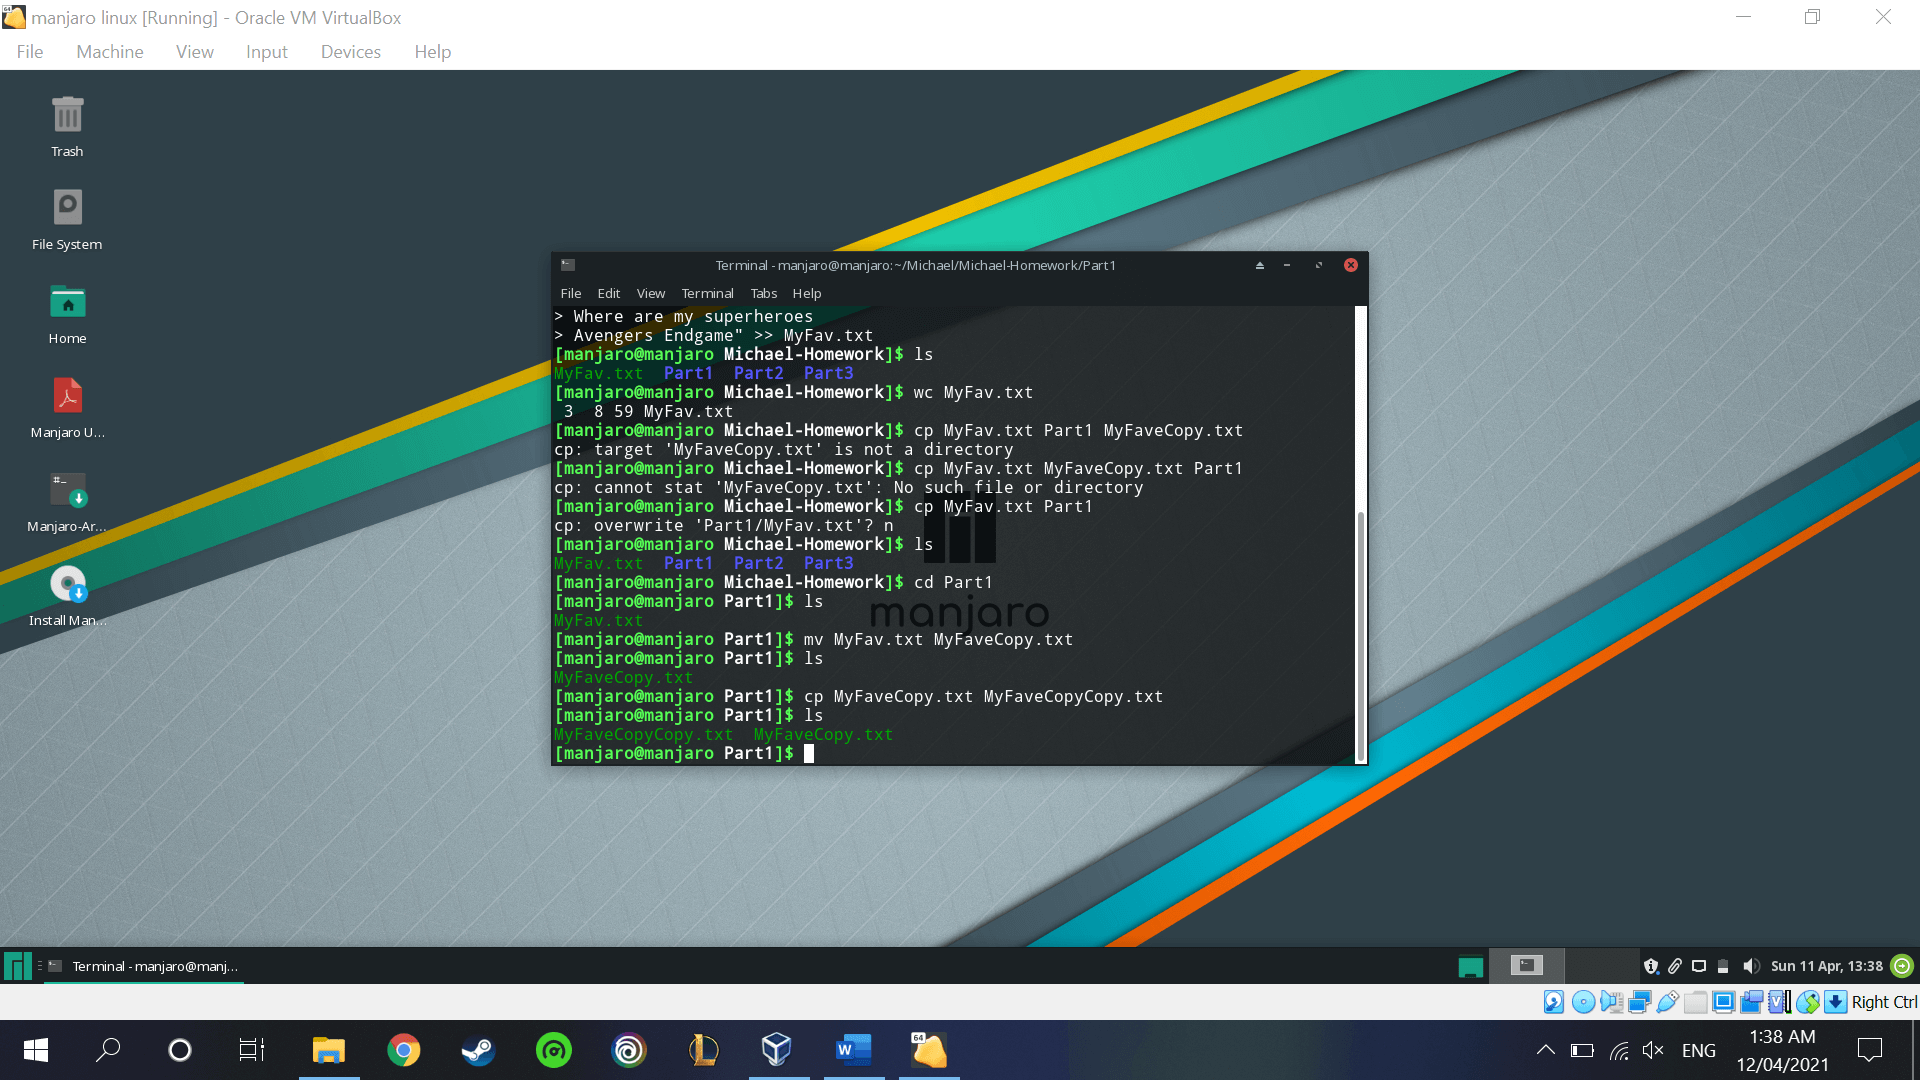 manjaro linux [Running] - Oracle VM VirtualBox
File Machine View Input Devices Help
Trash
File System
Home
Manjaro U...
Manjaro-Ar...
Install Man...
Terminal - manjaro@manjaro:~/Michael/Michael-Homework/Part1
File Edit View Terminal Tabs Help
> Where are my superheroes
> Avengers Endgame" >> MyFav.txt
[manjaro@manjaro Michael-Homework]$ ls
MyFav.txt Part1 Part2 Part3
[manjaro@manjaro Michael-Homework]$ wc MyFav.txt
3 8 59 MyFav.txt
[manjaro@manjaro Michael-Homework]$ cp MyFav.txt Part1 MyFaveCopy.txt
cp: target 'MyFaveCopy.txt' is not a directory
[manjaro@manjaro Michael-Homework]$ cp MyFav.txt MyFaveCopy.txt Part1
cp: cannot stat 'MyFaveCopy.txt': No such file or directory
[manjaro@manjaro Michael-Homework]$ cp MyFav.txt Part1
cp: overwrite 'Part1/MyFav.txt'? n
[manjaro@manjaro Michael-Homework]$ ls
MyFav.txt Part1 Part2 Part3
[manjaro@manjaro Michael-Homework]$ cd Part1
[manjaro@manjaro Part1]$ ls
MyFav.txt
[manjaro@manjaro Part1]$ mv MyFav.txt MyFaveCopy.txt
[manjaro@manjaro Part1]$ ls
MyFaveCopy.txt
[manjaro@manjaro Part1]$ cp MyFaveCopy.txt MyFaveCopyCopy.txt
[manjaro@manjaro Part1]$ ls
MyFaveCopyCopy.txt MyFaveCopy.txt
[manjaro@manjaro Part1]$
manjaro
Terminal - manjaro@manj...
Sun 11 Apr, 13:38
Right Ctrl
64
W
ENG
1:38 AM
12/04/2021